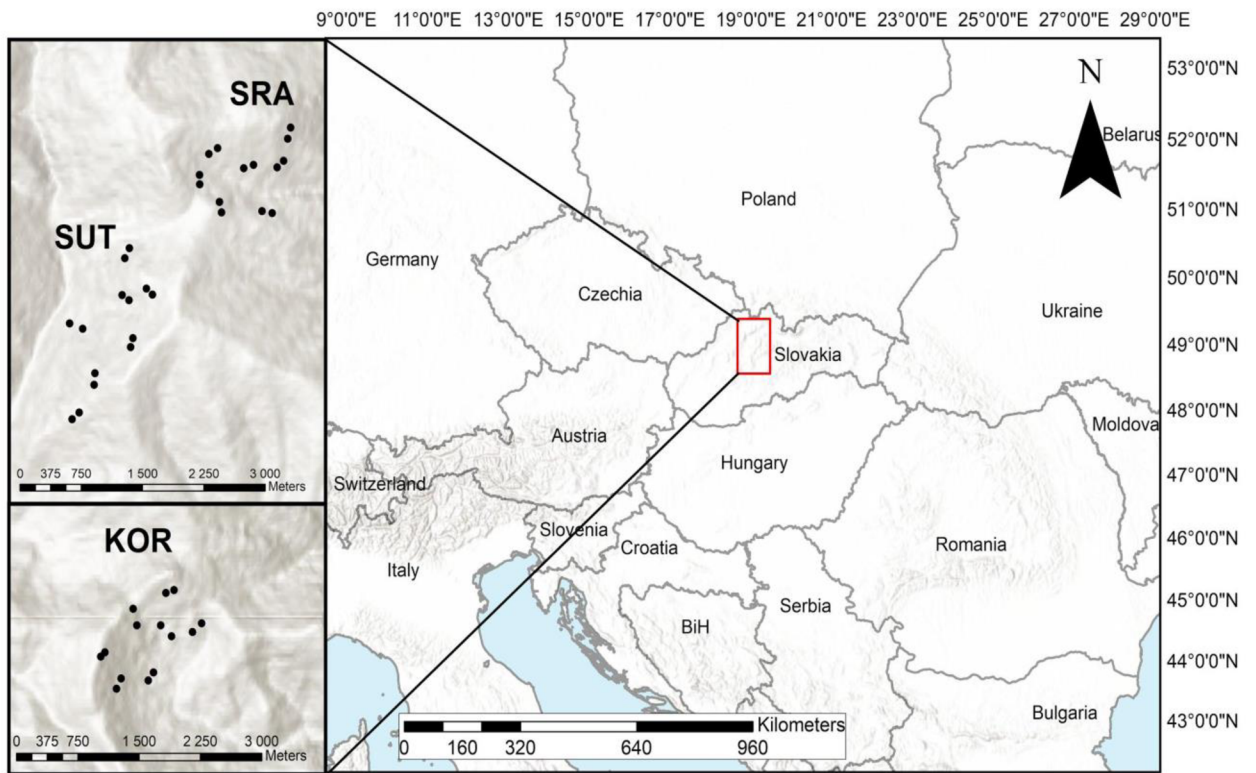 9°0'0"E 11°0'0"E 13°0'0"E 15°0'0"E 17°0'0"E 19°0'0"E 21°0'0"E 23°0'0"E 25°0'0"E 27°0'0"E 29°0'0"E
SRA
SUT
0 375 750 1 500 2 250 3 000
Meters
KOR
0 375 750 1 500 2 250 3 000
Meters
N
53°0'0"N
52°0'0"N
51°0'0"N
50°0'0"N
49°0'0"N
48°0'0"N
47°0'0"N
46°0'0"N
45°0'0"N
44°0'0"N
43°0'0"N
Belarus
Poland
Germany
Czechia
Ukraine
Slovakia
Moldova
Austria
Hungary
Switzerland
Slovenia
Croatia
Romania
Italy
Serbia
BiH
Bulgaria
Kilometers
0 160 320 640 960